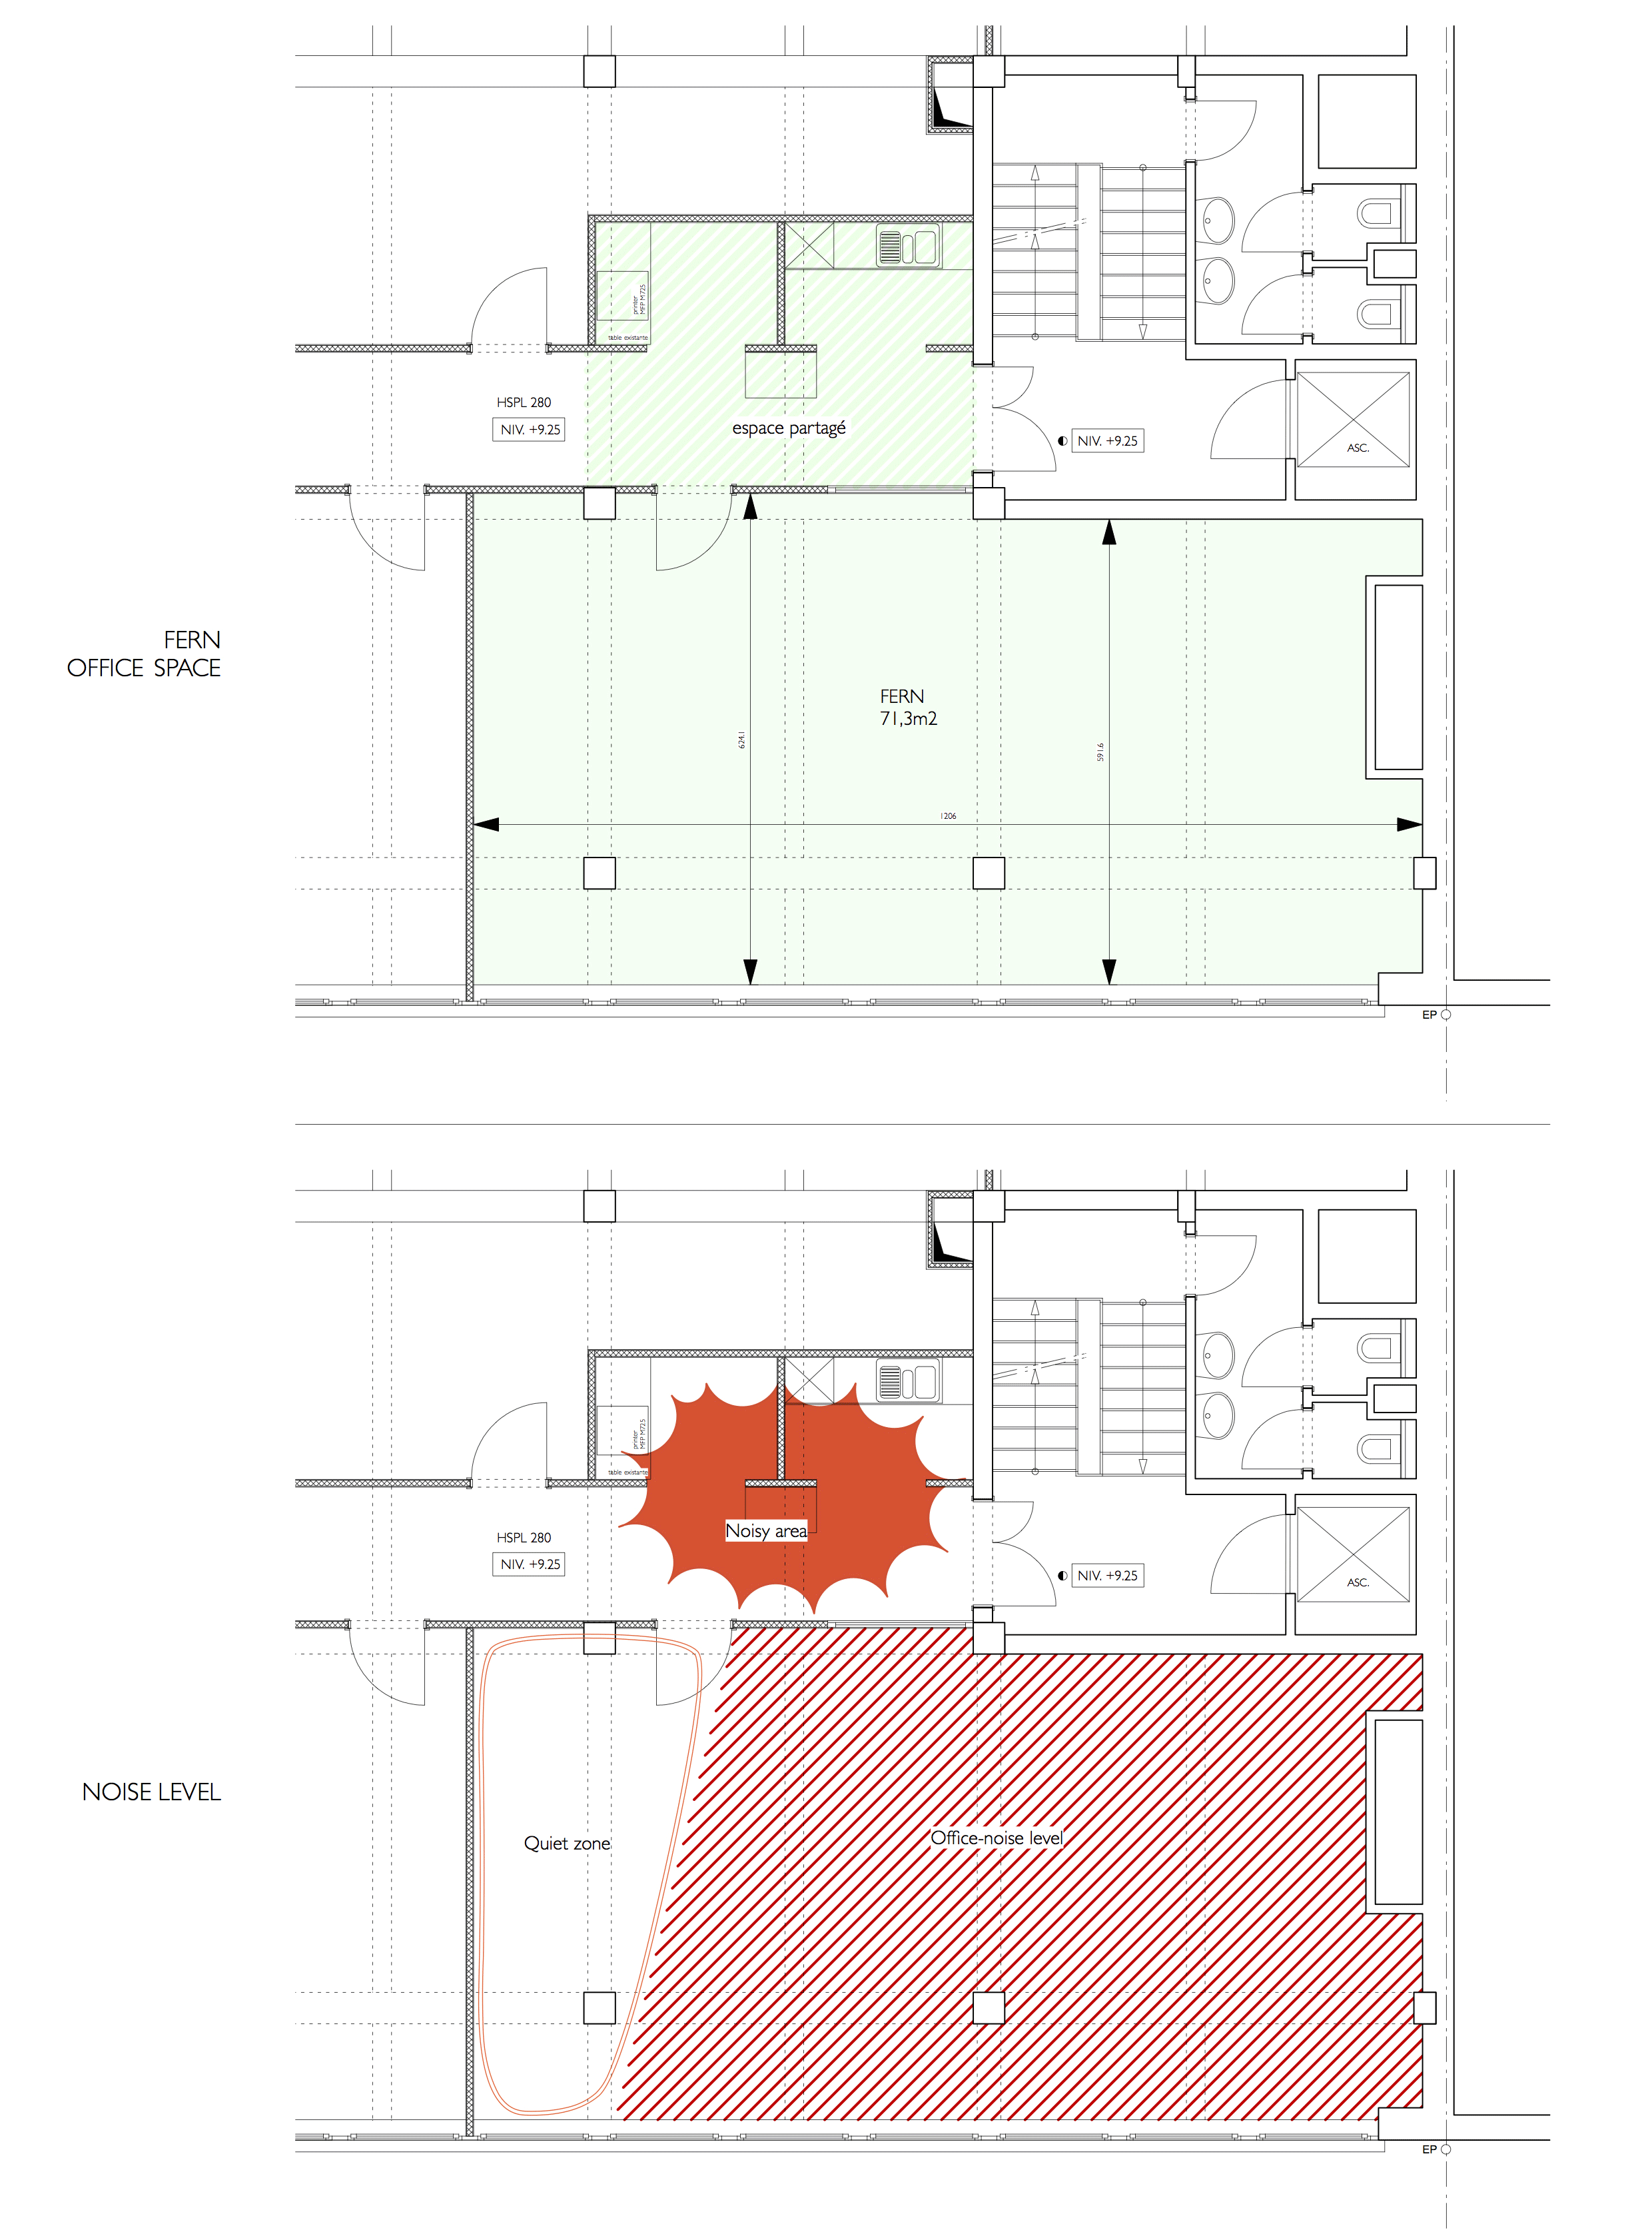 printer
MFP M725
table existante
HSPL 280
NIV. +9.25
espace partagé
NIV. +9.25
ASC.
FERN
OFFICE SPACE
FERN
71,3m2
624.1
591.6
1206
EP
printer
MFP M725
table existante
HSPL 280
NIV. +9.25
Noisy area
NIV. +9.25
ASC.
NOISE LEVEL
Quiet zone
Office-noise level
EP